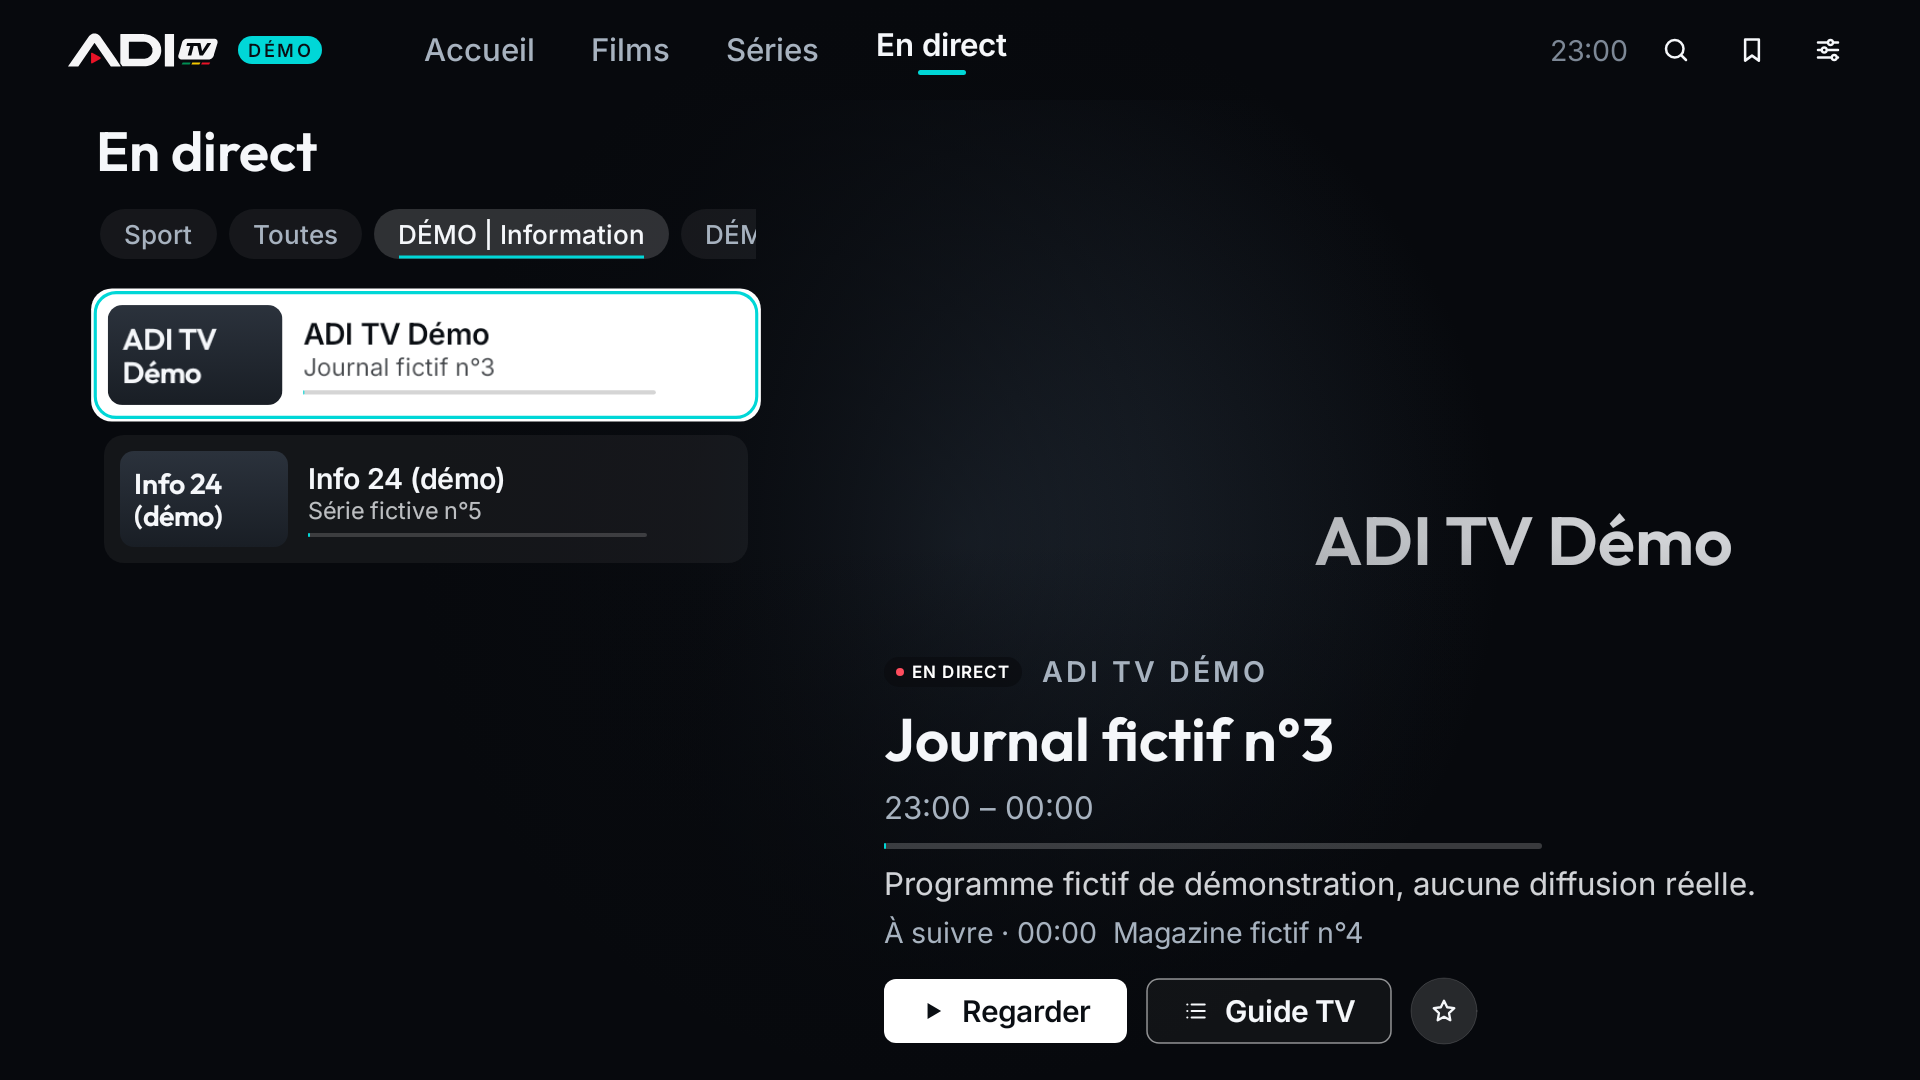 ADI TV DÉMO
Accueil
Films
Séries
En direct
23:00
En direct
Sport
Toutes
DÉMO | Information
DÉM
ADI TV
Démo
ADI TV Démo
Journal fictif n°3
Info 24
(démo)
Info 24 (démo)
Série fictive n°5
ADI TV Démo
EN DIRECT
ADI TV DÉMO
Journal fictif n°3
23:00 – 00:00
Programme fictif de démonstration, aucune diffusion réelle.
À suivre · 00:00 Magazine fictif n°4
Regarder
Guide TV